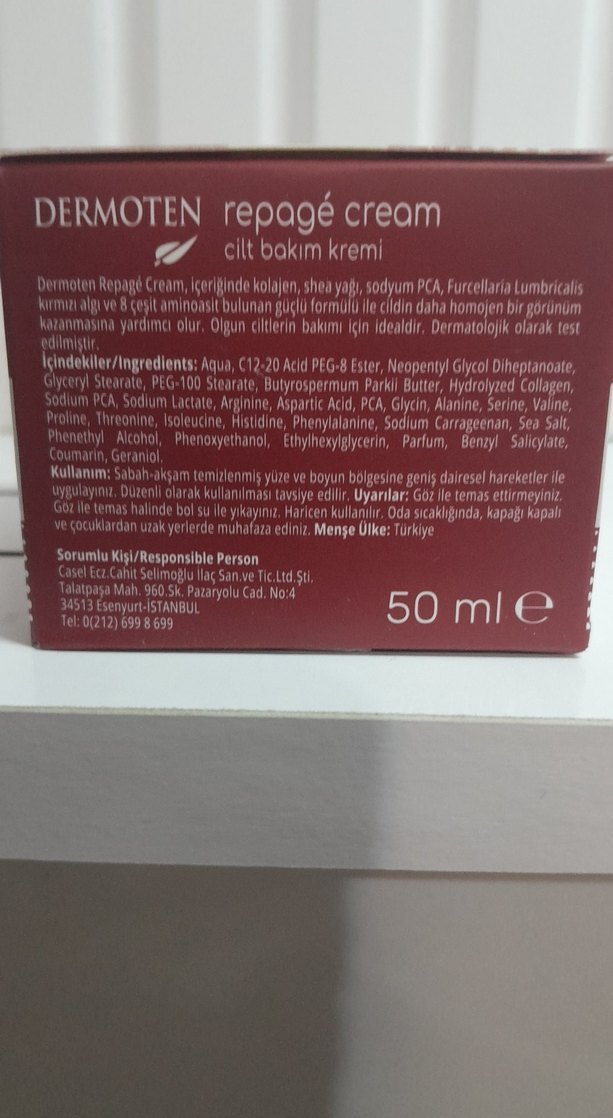 DERMOTEN repagé cream
cilt bakım kremi
Dermoten Repagé Cream, içeriğinde kolajen, shea yağı, sodyum PCA, Furcellaria Lumbricalis
kırmızı algı ve 8 çeşit aminoasit bulunan güçlü formülü ile cildin daha homojen bir görünüm
kazanmasına yardımcı olur. Olgun ciltlerin bakımı için idealdir. Dermatolojik olarak test
edilmiştir.
İçindekiler/Ingredients: Aqua, C12-20 Acid PEG-8 Ester, Neopentyl Glycol Diheptanoate,
Glyceryl Stearate, PEG-100 Stearate, Butyrospermum Parkii Butter, Hydrolyzed Collagen,
Sodium PCA, Sodium Lactate, Arginine, Aspartic Acid, PCA, Glycin, Alanine, Serine, Valine,
Proline, Threonine, Isoleucine, Histidine, Phenylalanine, Sodium Carrageenan, Sea Salt,
Phenethyl Alcohol, Phenoxyethanol, Ethylhexylglycerin, Parfum, Benzyl Salicylate,
Coumarin, Geraniol.
Kullanım: Sabah-akşam temizlenmiş yüze ve boyun bölgesine geniş dairesel hareketler ile
uygulayınız. Düzenli olarak kullanılması tavsiye edilir. Uyarılar: Göz ile temas ettirmeyiniz.
Göz ile temas halinde bol su ile yıkayınız. Haricen kullanılır. Oda sıcaklığında, kapağı kapalı
ve çocuklardan uzak yerlerde muhafaza ediniz. Menşe Ülke: Türkiye
Sorumlu Kişi/Responsible Person
Casel Ecz.Cahit Selimoğlu İlaç San.ve Tic.Ltd.Şti.
Talatpaşa Mah. 960.Sk. Pazaryolu Cad. No:4
34513 Esenyurt-İSTANBUL
Tel: 0(212) 699 8 699
50 ml ℮